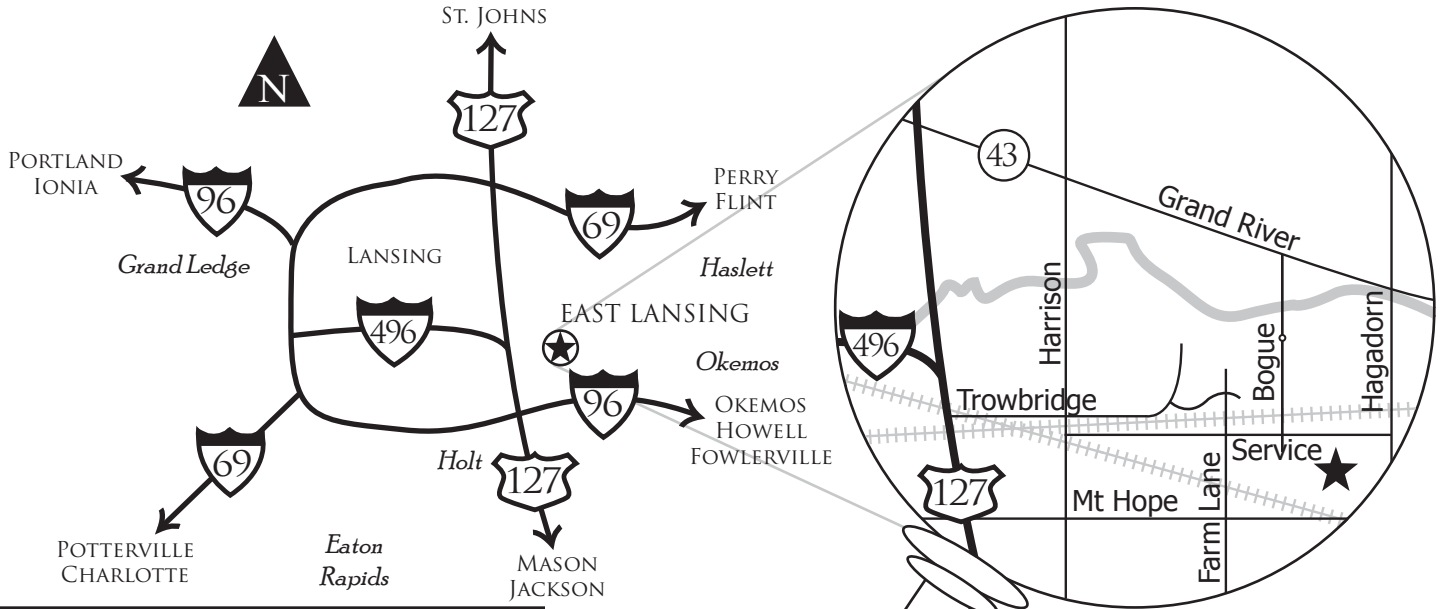 St. Johns
N
127
Portland
Ionia
96
69
Perry
Flint
Grand Ledge
Lansing
Haslett
496
EAST LANSING
Okemos
96
Okemos
Howell
Fowlerville
69
Holt
127
Potterville
Charlotte
Eaton
Rapids
Mason
Jackson
43
Grand River
Harrison
Bogue
Hagadorn
496
Trowbridge
Service
127
Mt Hope
Farm Lane